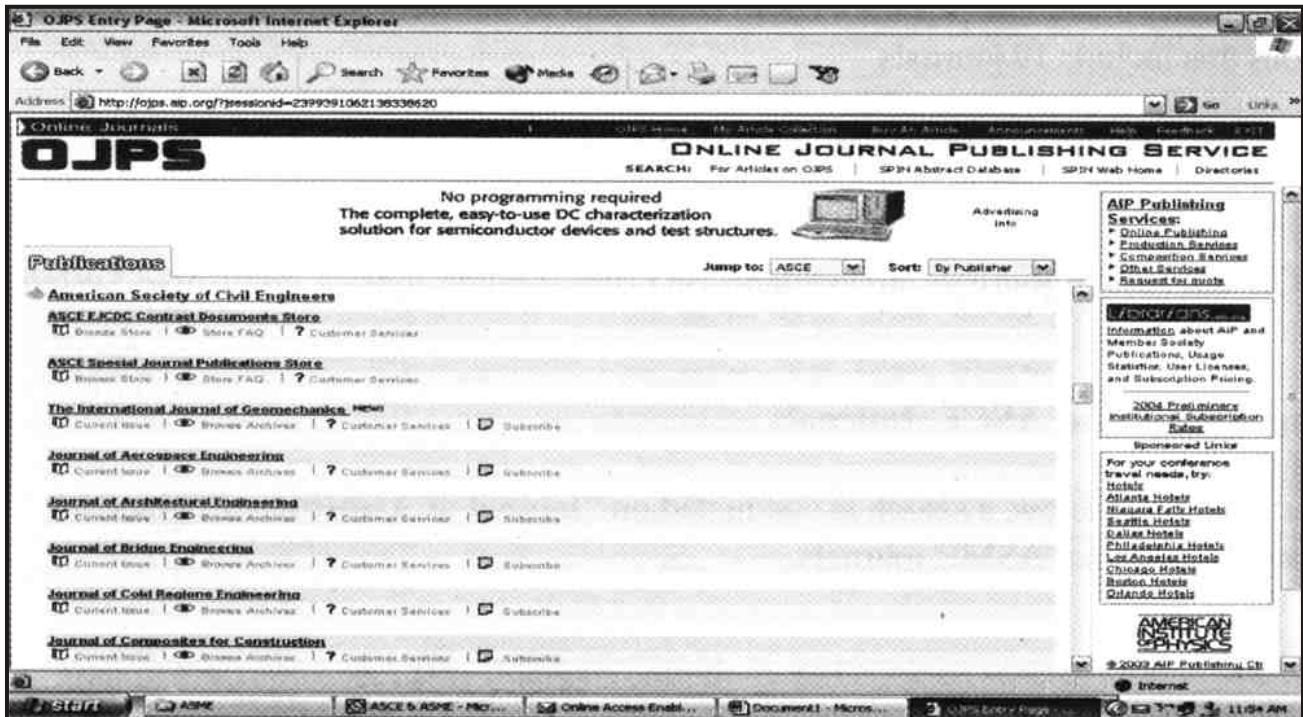 OJPS Entry Page - Microsoft Internet Explorer
File Edit View Favorites Tools Help
Back Search Favorites Media
Address http://ojps.aip.org/?jsessionid=2399391062138338620 Go Links »
Online Journals OJPS Home My Article Collection Buy An Article Announcements Help Feedback EXIT
OJPS
ONLINE JOURNAL PUBLISHING SERVICE
SEARCH: For Articles on OJPS | SPIN Abstract Database | SPIN Web Home | Directories
No programming required
The complete, easy-to-use DC characterization
solution for semiconductor devices and test structures.
Advertising
Info
Publications
Jump to: ASCE Sort: By Publisher
American Society of Civil Engineers
ASCE EJCDC Contract Documents Store
Browse Store | Store FAQ | ? Customer Services
ASCE Special Journal Publications Store
Browse Store | Store FAQ | ? Customer Services
The International Journal of Geomechanics NEW!
Current Issue | Browse Archives | ? Customer Services | Subscribe
Journal of Aerospace Engineering
Current Issue | Browse Archives | ? Customer Services | Subscribe
Journal of Architectural Engineering
Current Issue | Browse Archives | ? Customer Services | Subscribe
Journal of Bridge Engineering
Current Issue | Browse Archives | ? Customer Services | Subscribe
Journal of Cold Regions Engineering
Current Issue | Browse Archives | ? Customer Services | Subscribe
Journal of Composites for Construction
Current Issue | Browse Archives | ? Customer Services | Subscribe
AIP Publishing
Services:
Online Publishing
Production Services
Composition Services
Other Services
Request for quote
Information about AIP and
Member Society
Publications, Usage
Statistics, User Licenses,
and Subscription Pricing.
2004 Preliminary
Institutional Subscription
Rates
Sponsored Links
For your conference
travel needs, try:
Hotels
Atlanta Hotels
Niagara Falls Hotels
Seattle Hotels
Dallas Hotels
Philadelphia Hotels
Los Angeles Hotels
Chicago Hotels
Boston Hotels
Orlando Hotels
AMERICAN
INSTITUTE
OF PHYSICS
© 2003 AIP Publishing Ctr
Internet
start ASME ASCE & ASME - Micr... Online Access Enabl... Document1 - Micros... OJPS Entry Page - ... 11:54 AM